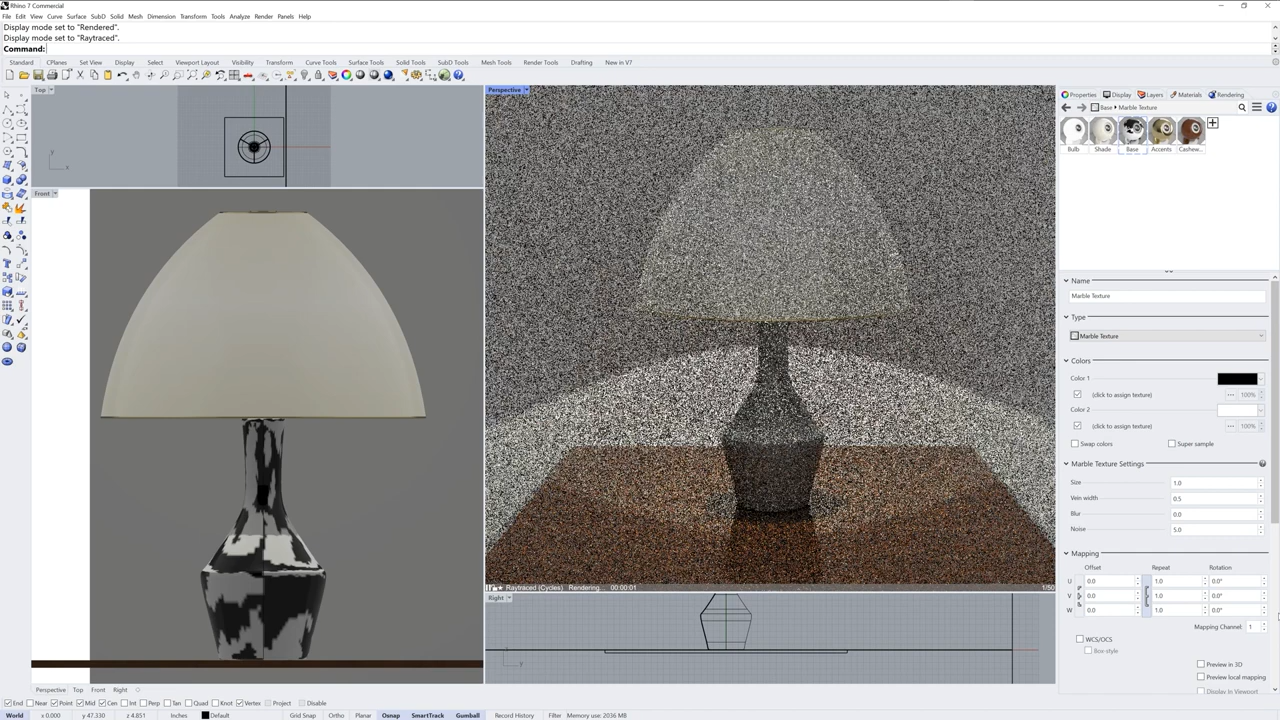 Rhino 7 Commercial
File Edit View Curve Surface SubD Solid Mesh Dimension Transform Tools Analyze Render Panels Help
Display mode set to "Rendered".
Display mode set to "Raytraced".
Command:
Standard CPlanes Set View Display Select Viewport Layout Visibility Transform Curve Tools Surface Tools Solid Tools SubD Tools Mesh Tools Render Tools Drafting New in V7
Top
y
x
Front
Perspective
Raytraced (Cycles) Rendering... 00:00:01
1/50
Right
y
Properties Display Layers Materials Rendering
Base Marble Texture
Bulb Shade Base Accents Cashew...
Name
Marble Texture
Type
Marble Texture
Colors
Color 1
(click to assign texture) ... 100%
Color 2
(click to assign texture) ... 100%
Swap colors Super sample
Marble Texture Settings
Size 1.0
Vein width 0.5
Blur 0.0
Noise 5.0
Mapping
Offset Repeat Rotation
U 0.0 1.0 0.0°
V 0.0 1.0 0.0°
W 0.0 1.0 0.0°
Mapping Channel: 1
WCS/OCS
Box-style
Preview in 3D
Preview local mapping
Display in Viewport
Perspective Top Front Right
End Near Point Mid Cen Int Perp Tan Quad Knot Vertex Project Disable
World x 0.000 y 47.330 z 4.851 Inches Default Grid Snap Ortho Planar Osnap SmartTrack Gumball Record History Filter Memory use: 2036 MB